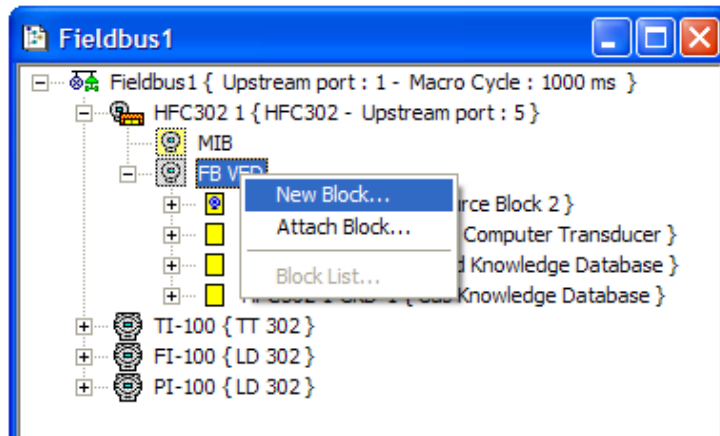 Fieldbus1
Fieldbus1 { Upstream port : 1 - Macro Cycle : 1000 ms }
HFC302 1 { HFC302 - Upstream port : 5 }
MIB
FB VFD
New Block...
Attach Block...
Block List...
Block 2 }
Computer Transducer }
Knowledge Database }
Knowledge Database }
TI-100 { TT 302 }
FI-100 { LD 302 }
PI-100 { LD 302 }